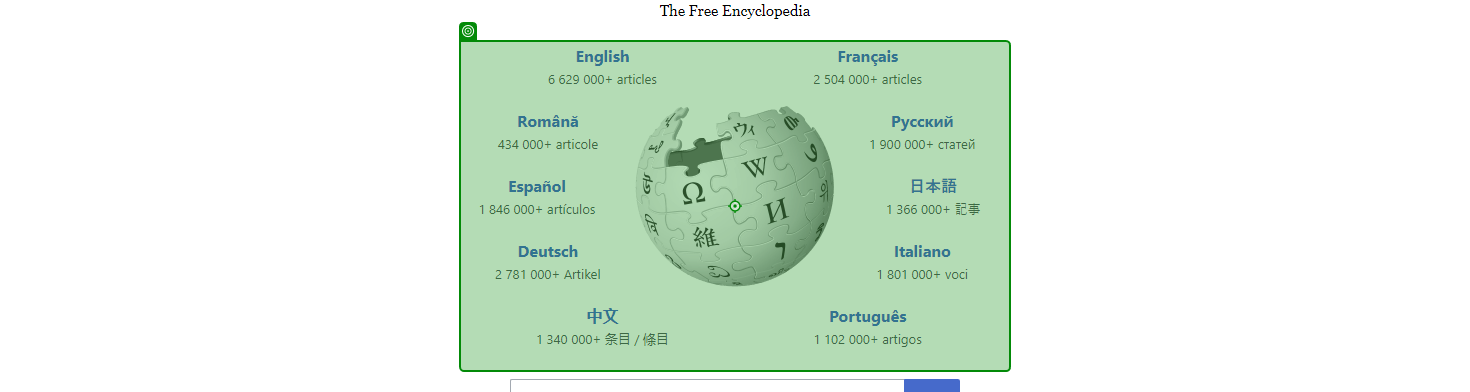 The Free Encyclopedia
English
6 629 000+ articles
Français
2 504 000+ articles
Română
434 000+ articole
Русский
1 900 000+ статей
Español
1 846 000+ artículos
日本語
1 366 000+ 記事
Deutsch
2 781 000+ Artikel
Italiano
1 801 000+ voci
中文
1 340 000+ 条目 / 條目
Português
1 102 000+ artigos
ウィ
Ω
W
И
維